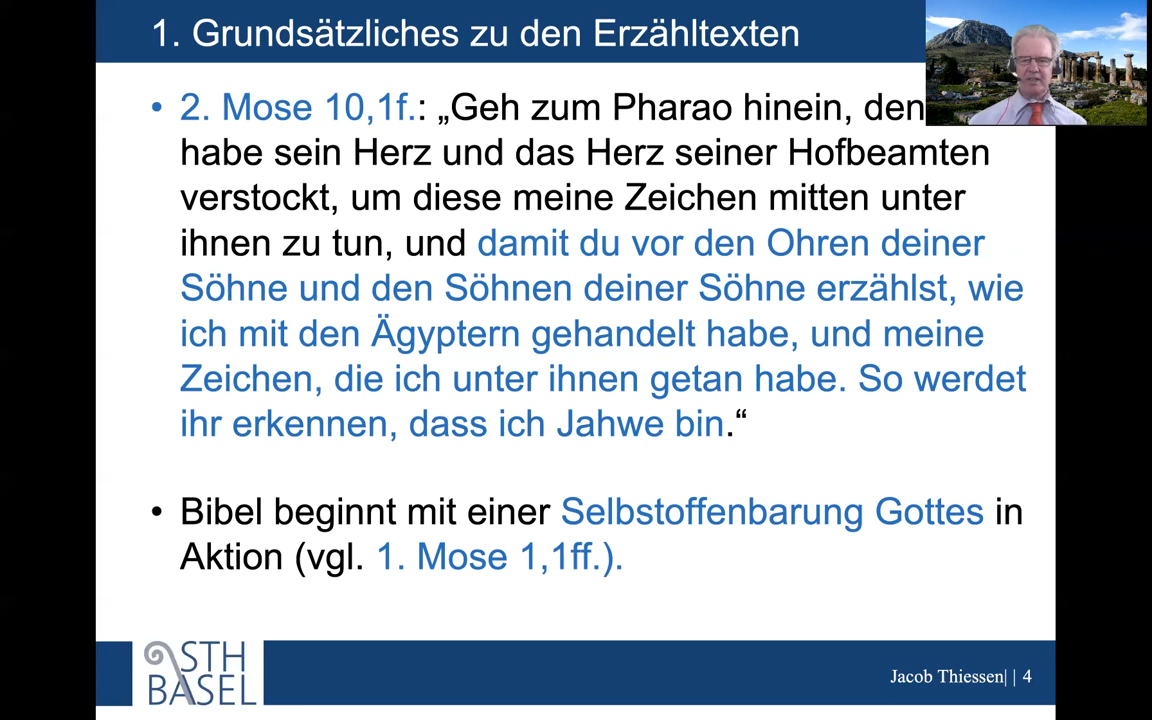 1. Grundsätzliches zu den Erzähltexten
• 2. Mose 10,1f.: „Geh zum Pharao hinein,
habe sein Herz und das Herz seiner Hofbeamten
verstockt, um diese meine Zeichen mitten unter
ihnen zu tun, und damit du vor den Ohren deiner
Söhne und den Söhnen deiner Söhne erzählst, wie
ich mit den Ägyptern gehandelt habe, und meine
Zeichen, die ich unter ihnen getan habe. So werdet
ihr erkennen, dass ich Jahwe bin.“
• Bibel beginnt mit einer Selbstoffenbarung Gottes in
Aktion (vgl. 1. Mose 1,1ff.).
STH
BASEL
Jacob Thiessen| | 4